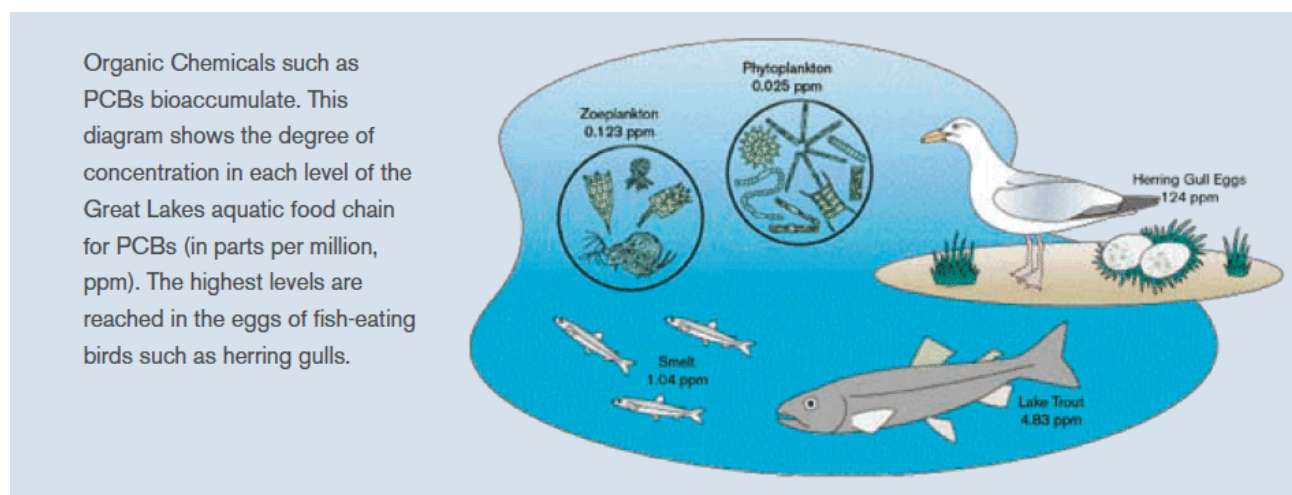 Organic Chemicals such as
PCBs bioaccumulate. This
diagram shows the degree of
concentration in each level of the
Great Lakes aquatic food chain
for PCBs (in parts per million,
ppm). The highest levels are
reached in the eggs of fish-eating
birds such as herring gulls.
Phytoplankton
0.025 ppm
Zoeplankton
0.123 ppm
Herring Gull Eggs
124 ppm
Smelt
1.04 ppm
Lake Trout
4.83 ppm